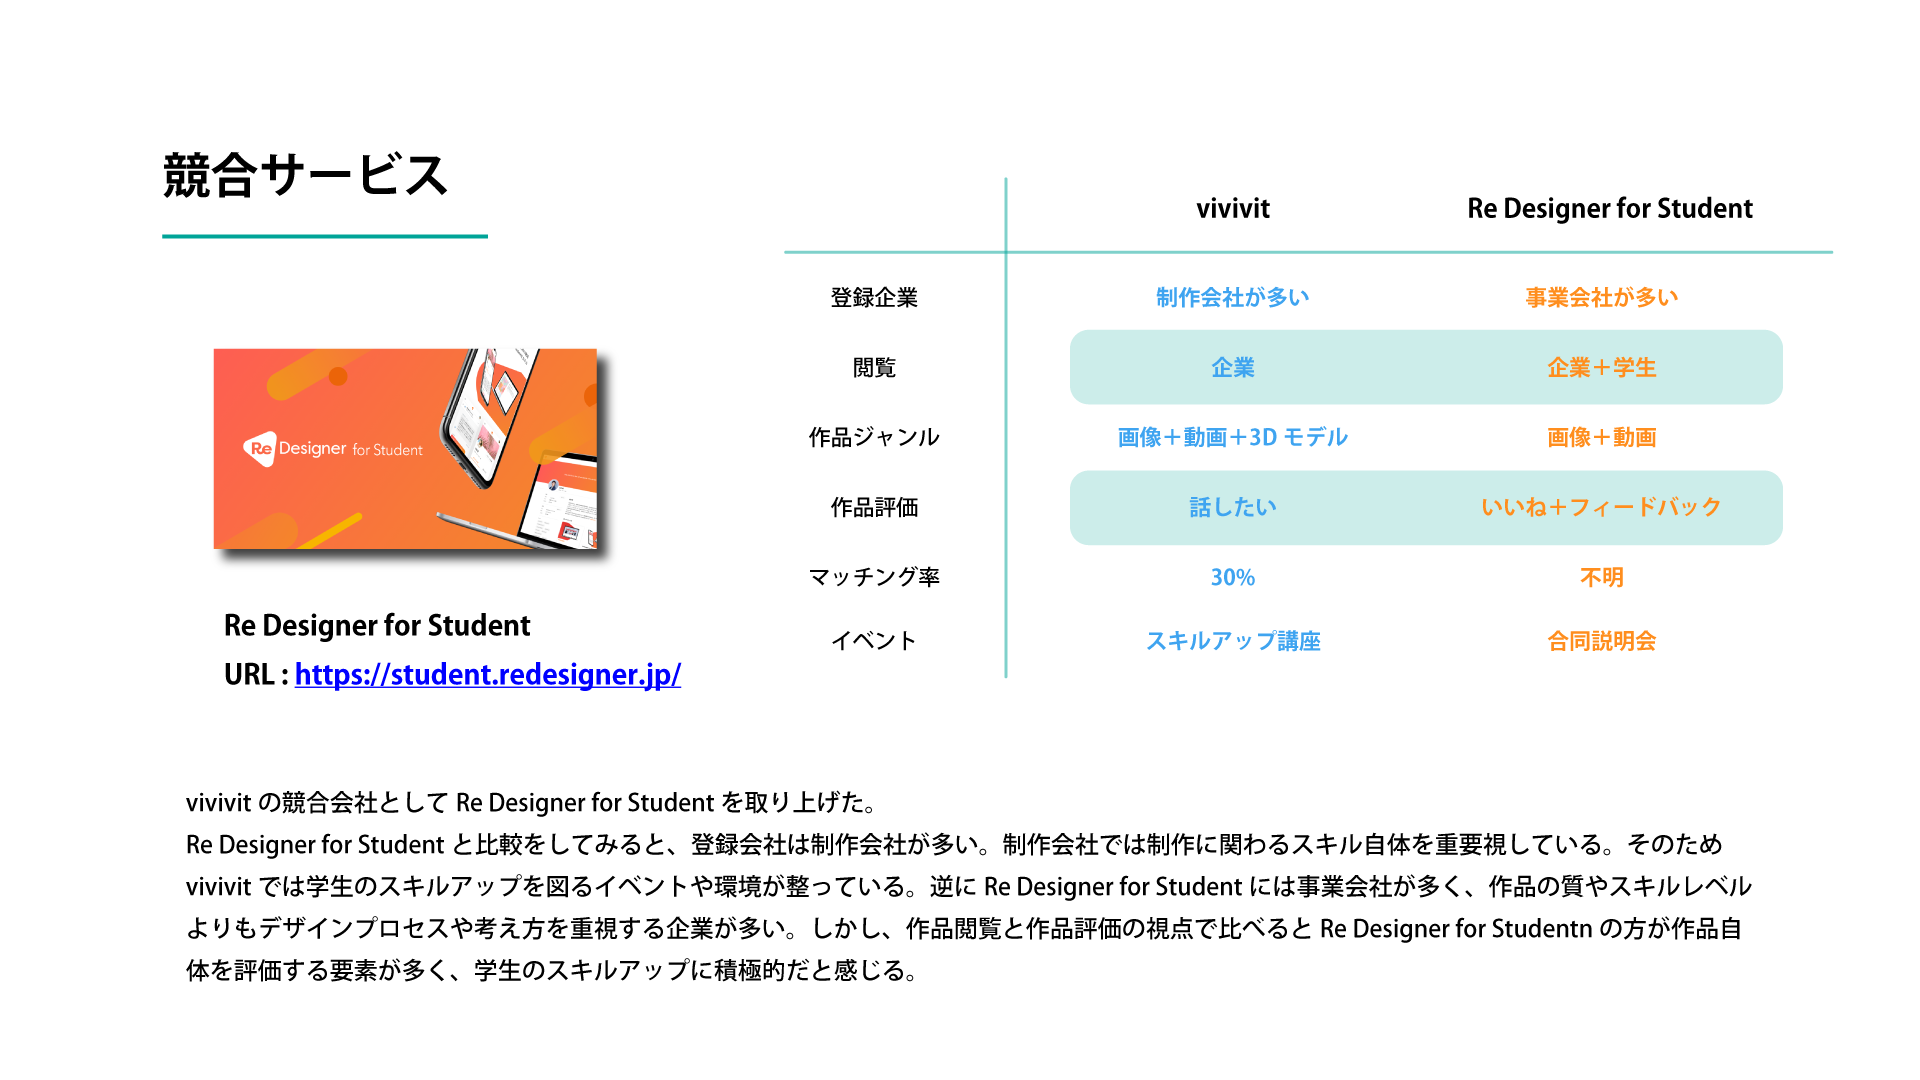 競合サービス
vivivit Re Designer for Student
登録企業 制作会社が多い 事業会社が多い
閲覧 企業 企業＋学生
作品ジャンル 画像＋動画＋3D モデル 画像＋動画
作品評価 話したい いいね＋フィードバック
マッチング率 30% 不明
イベント スキルアップ講座 合同説明会
Re Designer for Student
Re Designer for Student
URL : https://student.redesigner.jp/
vivivit の競合会社として Re Designer for Student を取り上げた。
Re Designer for Student と比較をしてみると、登録会社は制作会社が多い。制作会社では制作に関わるスキル自体を重要視している。そのため
vivivit では学生のスキルアップを図るイベントや環境が整っている。逆に Re Designer for Student には事業会社が多く、作品の質やスキルレベル
よりもデザインプロセスや考え方を重視する企業が多い。しかし、作品閲覧と作品評価の視点で比べると Re Designer for Studentn の方が作品自
体を評価する要素が多く、学生のスキルアップに積極的だと感じる。